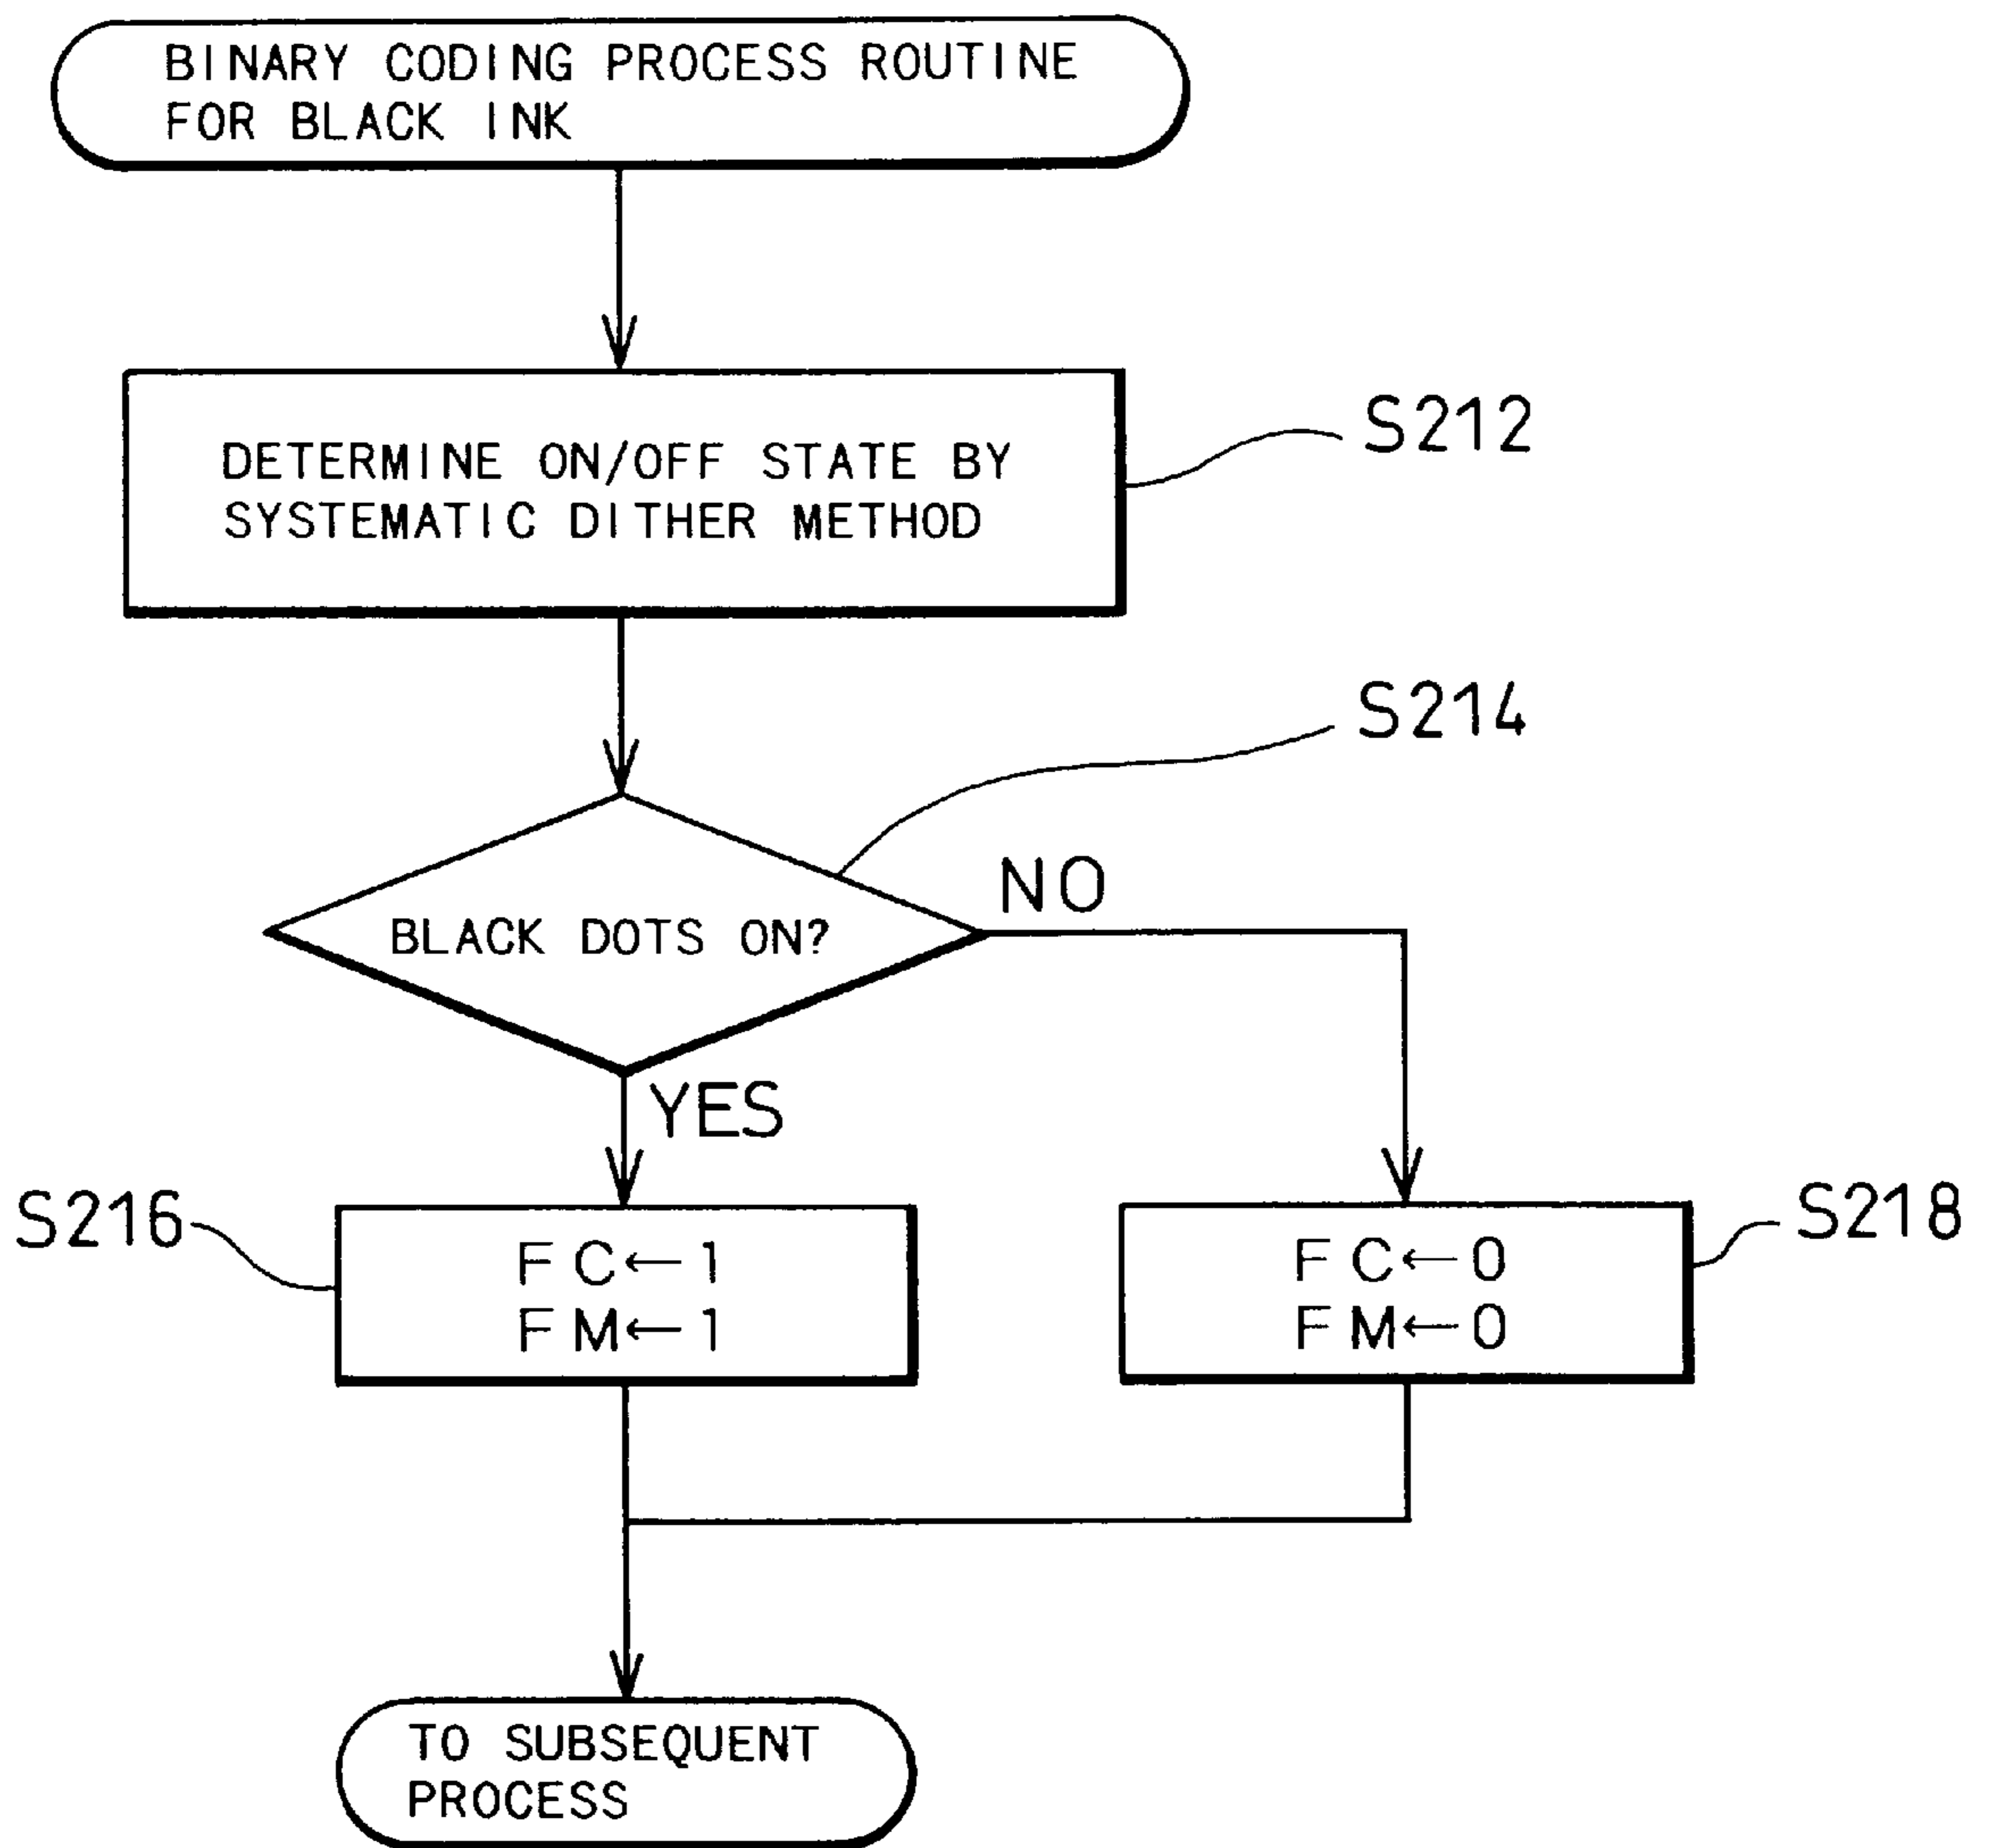 BINARY CODING PROCESS ROUTINE
FOR BLACK INK
DETERMINE ON/OFF STATE BY
SYSTEMATIC DITHER METHOD
S212
S214
BLACK DOTS ON?
NO
YES
S216
FC←1
FM←1
FC←0
FM←0
S218
TO SUBSEQUENT
PROCESS